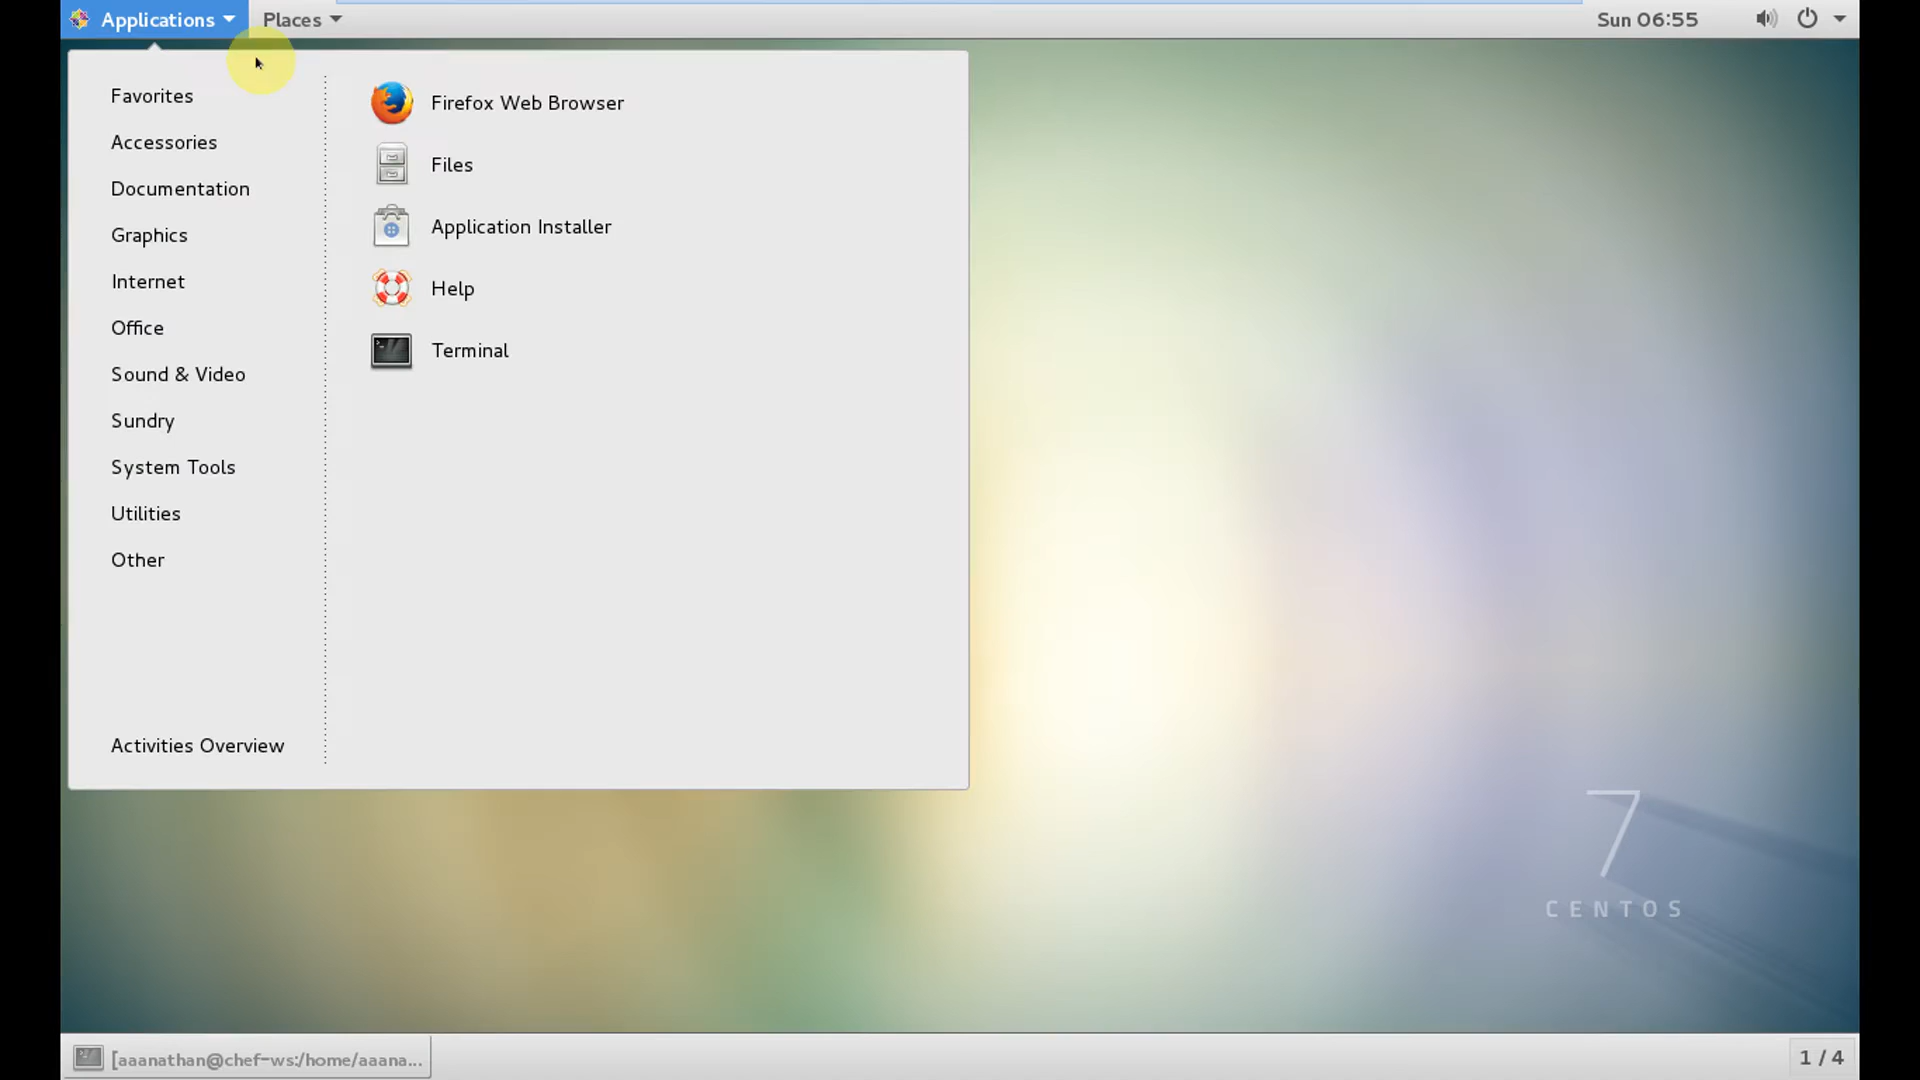 Applications Places Sun 06:55
Favorites
Accessories
Documentation
Graphics
Internet
Office
Sound & Video
Sundry
System Tools
Utilities
Other
Activities Overview
Firefox Web Browser
Files
Application Installer
Help
Terminal
7
CENTOS
[aaanathan@chef-ws:/home/aaana... 1 / 4